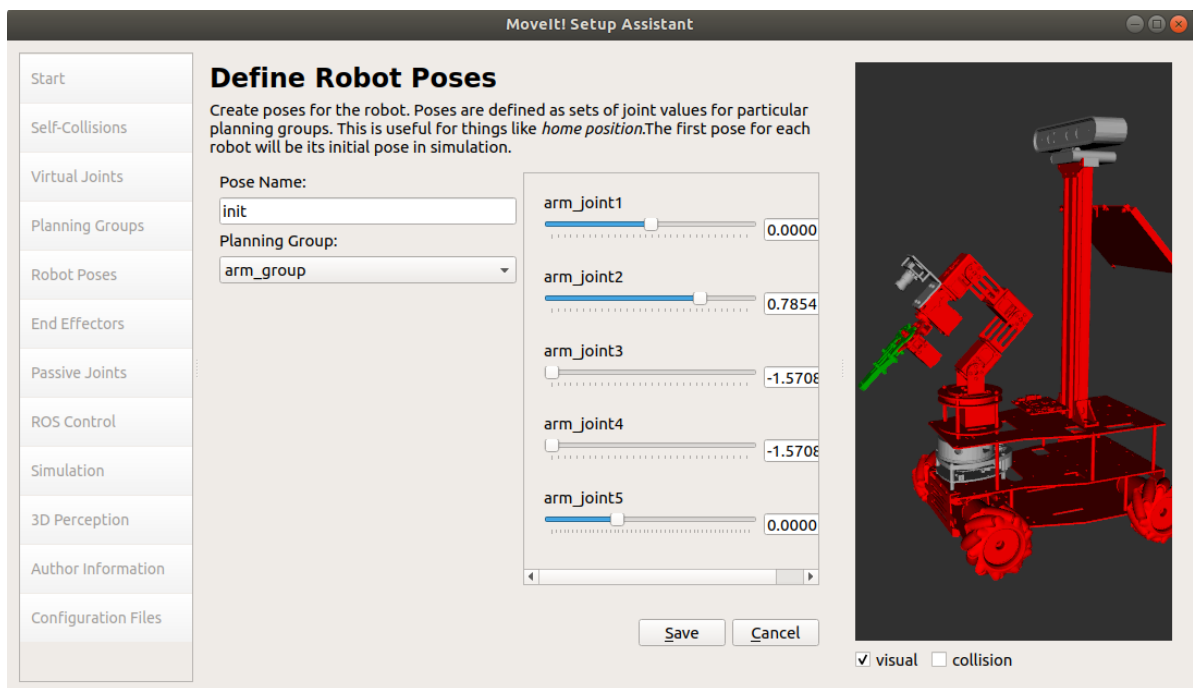 MoveIt! Setup Assistant
Start
Self-Collisions
Virtual Joints
Planning Groups
Robot Poses
End Effectors
Passive Joints
ROS Control
Simulation
3D Perception
Author Information
Configuration Files
Define Robot Poses
Create poses for the robot. Poses are defined as sets of joint values for particular
planning groups. This is useful for things like home position.The first pose for each
robot will be its initial pose in simulation.
Pose Name:
init
Planning Group:
arm_group
arm_joint1
0.0000
arm_joint2
0.7854
arm_joint3
-1.5708
arm_joint4
-1.5708
arm_joint5
0.0000
Save
Cancel
visual
collision